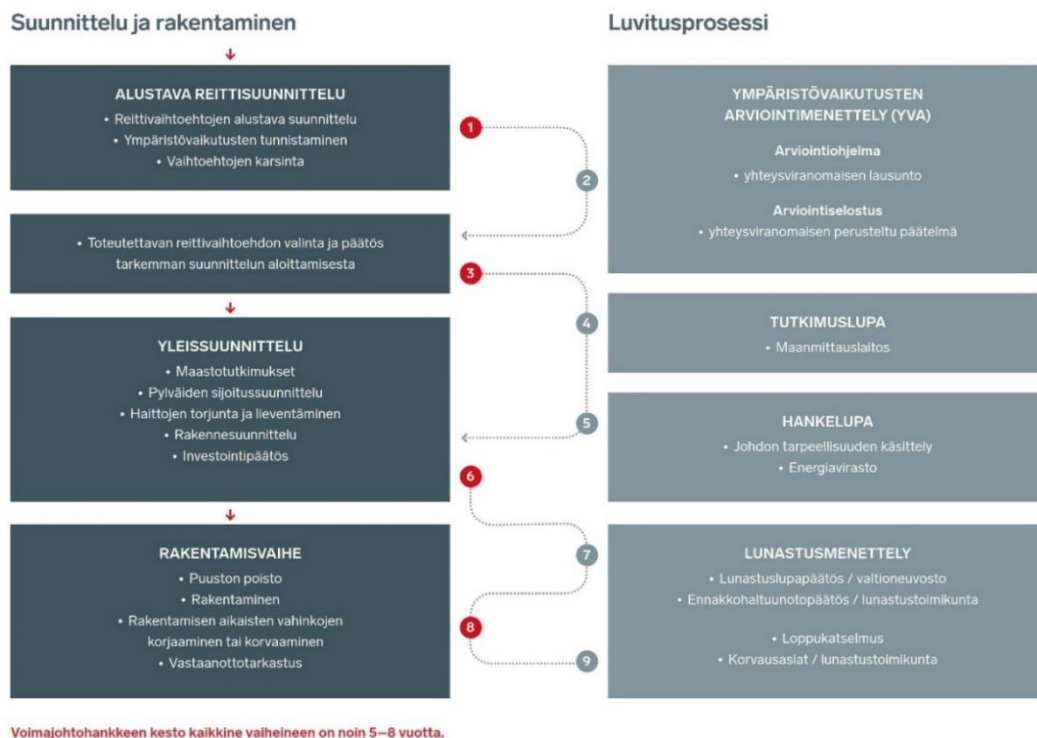 Suunnittelu ja rakentaminen
ALUSTAVA REITTISUUNNITTELU
• Reittivaihtoehtojen alustava suunnittelu
• Ympäristövaikutusten tunnistaminen
• Vaihtoehtojen karsinta
• Toteutettavan reittivaihtoehdon valinta ja päätös
tarkemman suunnittelun aloittamisesta
YLEISSUUNNITTELU
• Maastotutkimukset
• Pylväiden sijoitussuunnittelu
• Haittojen torjunta ja lieventäminen
• Rakennesuunnittelu
• Investointipäätös
RAKENTAMISVAIHE
• Puuston poisto
• Rakentaminen
• Rakentamisen aikaisten vahinkojen
korjaaminen tai korvaaminen
• Vastaanottotarkastus
1
2
3
4
5
6
7
8
9
Luvitusprosessi
YMPÄRISTÖVAIKUTUSTEN
ARVIOINTIMENETTELY (YVA)
Arviointiohjelma
• yhteysviranomaisen lausunto
Arviointiselostus
• yhteysviranomaisen perusteltu päätelmä
TUTKIMUSLUPA
• Maanmittauslaitos
HANKELUPA
• Johdon tarpeellisuuden käsittely
• Energiavirasto
LUNASTUSMENETTELY
• Lunastuslupapäätös / valtioneuvosto
• Ennakkohaltuunotopäätös / lunastustoimikunta
• Loppukatselmus
• Korvausasiat / lunastustoimikunta
Voimajohtohankkeen kesto kaikkine vaiheineen on noin 5–8 vuotta.